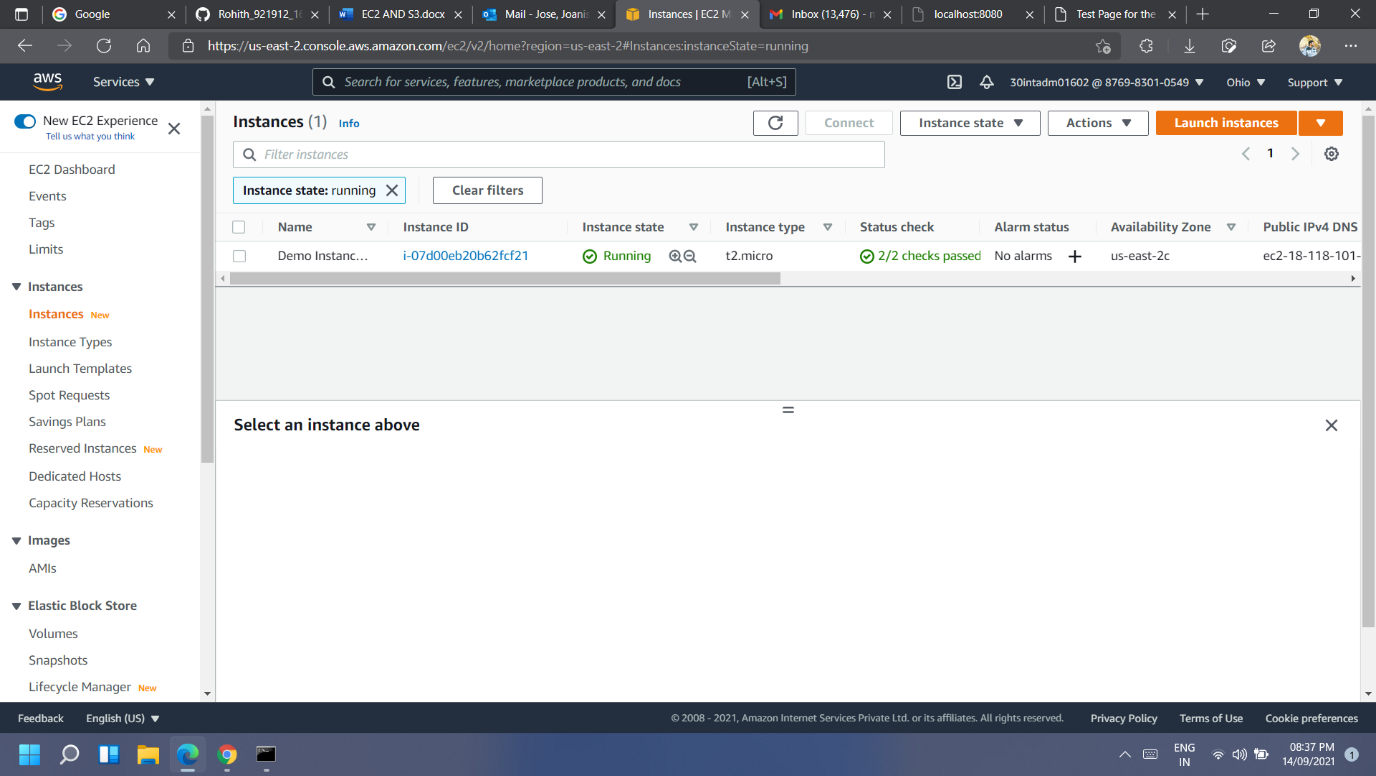 Google
Rohith_921912_16
EC2 AND S3.docx
Mail - Jose, Joanis
Instances | EC2 M
Inbox (13,476) -
localhost:8080
Test Page for the
https://us-east-2.console.aws.amazon.com/ec2/v2/home?region=us-east-2#Instances:instanceState=running
aws
Services
Search for services, features, marketplace products, and docs [Alt+S]
30intadm01602 @ 8769-8301-0549
Ohio
Support
New EC2 Experience
Tell us what you think
EC2 Dashboard
Events
Tags
Limits
Instances
Instances New
Instance Types
Launch Templates
Spot Requests
Savings Plans
Reserved Instances New
Dedicated Hosts
Capacity Reservations
Images
AMIs
Elastic Block Store
Volumes
Snapshots
Lifecycle Manager New
Instances (1) Info
Connect
Instance state
Actions
Launch instances
Filter instances
1
Instance state: running
Clear filters
Name Instance ID Instance state Instance type Status check Alarm status Availability Zone Public IPv4 DNS
Demo Instanc... i-07d00eb20b62fcf21 Running t2.micro 2/2 checks passed No alarms + us-east-2c ec2-18-118-101-
Select an instance above
Feedback English (US) © 2008 - 2021, Amazon Internet Services Private Ltd. or its affiliates. All rights reserved. Privacy Policy Terms of Use Cookie preferences
ENG
IN
08:37 PM
14/09/2021
1